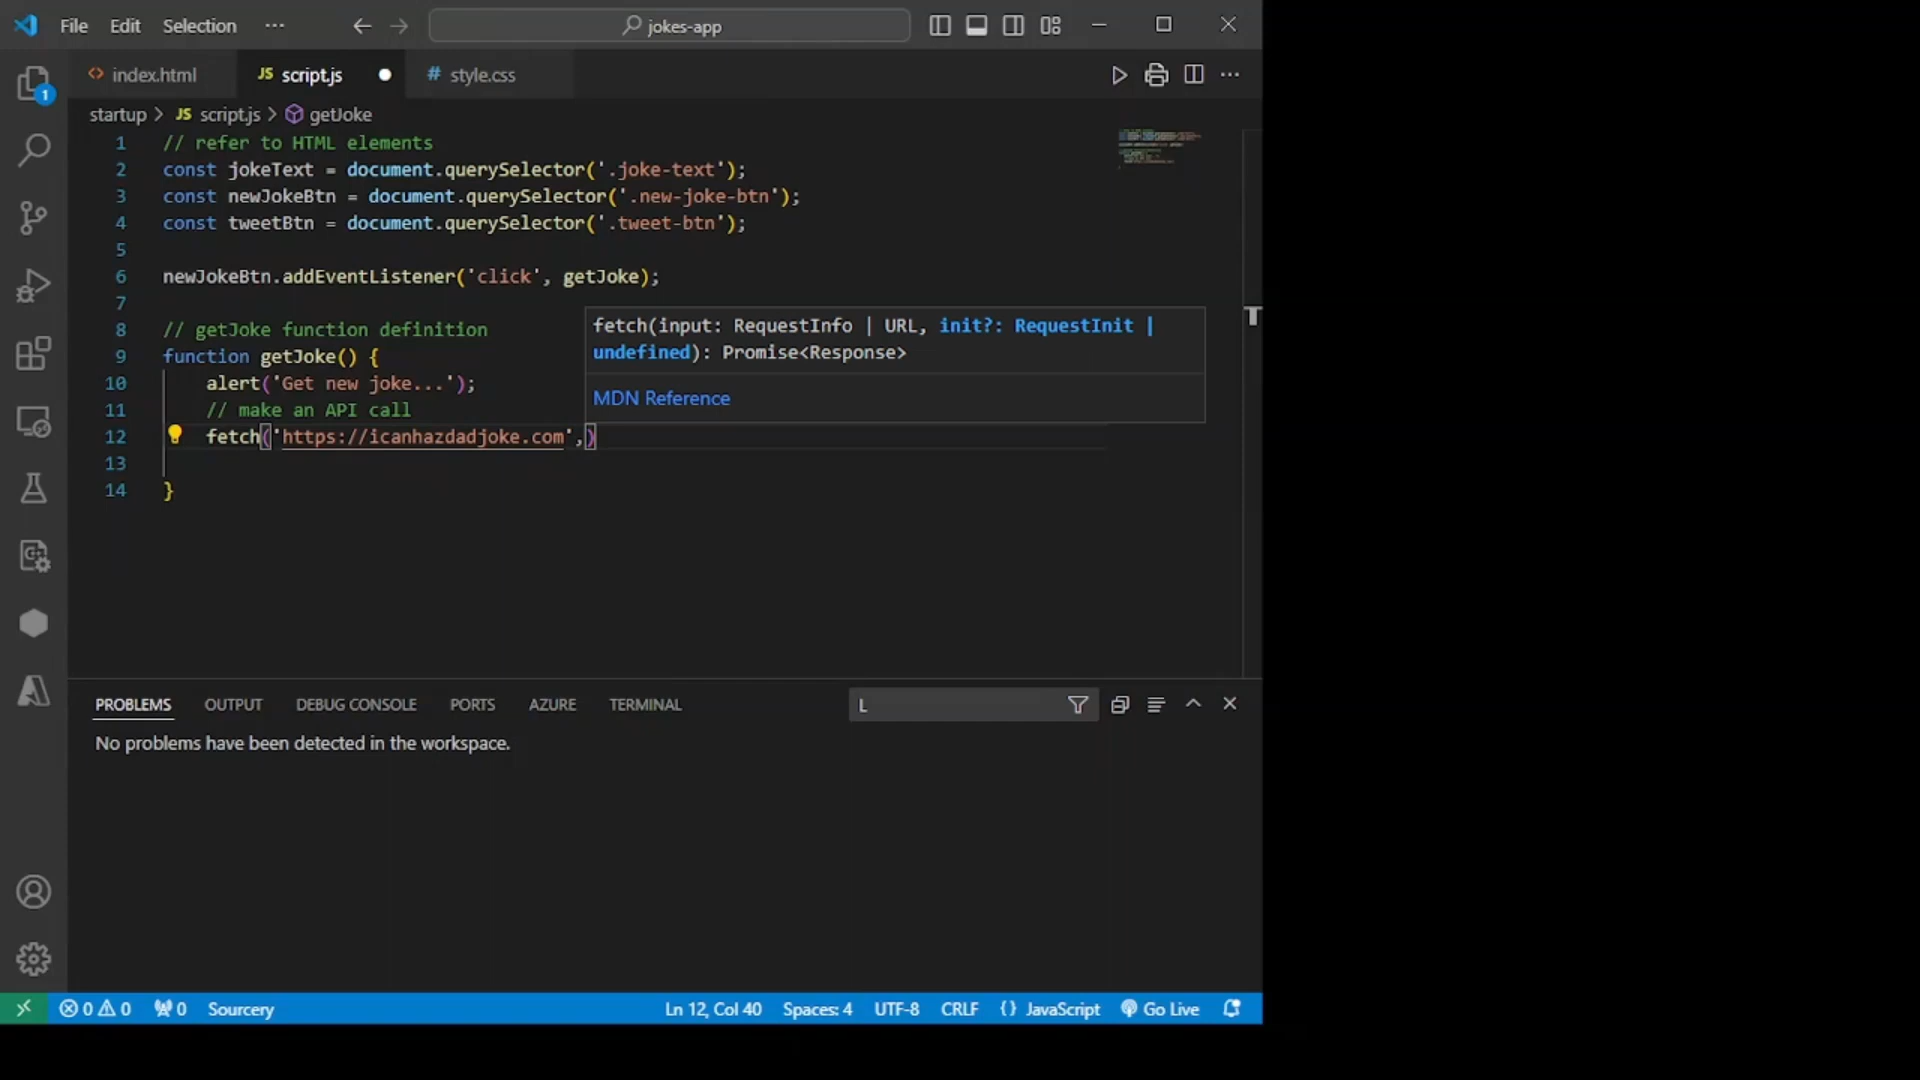 File Edit Selection ··· jokes-app
index.html JS script.js # style.css
startup > JS script.js > getJoke
1 // refer to HTML elements
2 const jokeText = document.querySelector('.joke-text');
3 const newJokeBtn = document.querySelector('.new-joke-btn');
4 const tweetBtn = document.querySelector('.tweet-btn');
5
6 newJokeBtn.addEventListener('click', getJoke);
7
8 // getJoke function definition
9 function getJoke() {
10 alert('Get new joke...');
11 // make an API call
12 fetch('https://icanhazdadjoke.com',)
13
14 }
fetch(input: RequestInfo | URL, init?: RequestInit |
undefined): Promise<Response>
MDN Reference
PROBLEMS OUTPUT DEBUG CONSOLE PORTS AZURE TERMINAL L
No problems have been detected in the workspace.
1
T
0 0 0 Sourcery Ln 12, Col 40 Spaces: 4 UTF-8 CRLF {} JavaScript Go Live